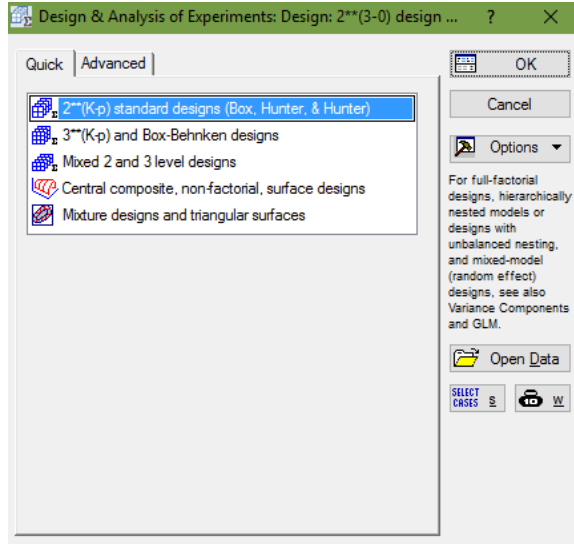 Design & Analysis of Experiments: Design: 2**(3-0) design ... ? ×
Quick Advanced
2**(K-p) standard designs (Box, Hunter, & Hunter)
3**(K-p) and Box-Behnken designs
Mixed 2 and 3 level designs
Central composite, non-factorial, surface designs
Mixture designs and triangular surfaces
OK
Cancel
Options
For full-factorial
designs, hierarchically
nested models or
designs with
unbalanced nesting,
and mixed-model
(random effect)
designs, see also
Variance Components
and GLM.
Open Data
SELECT
CASES S
W